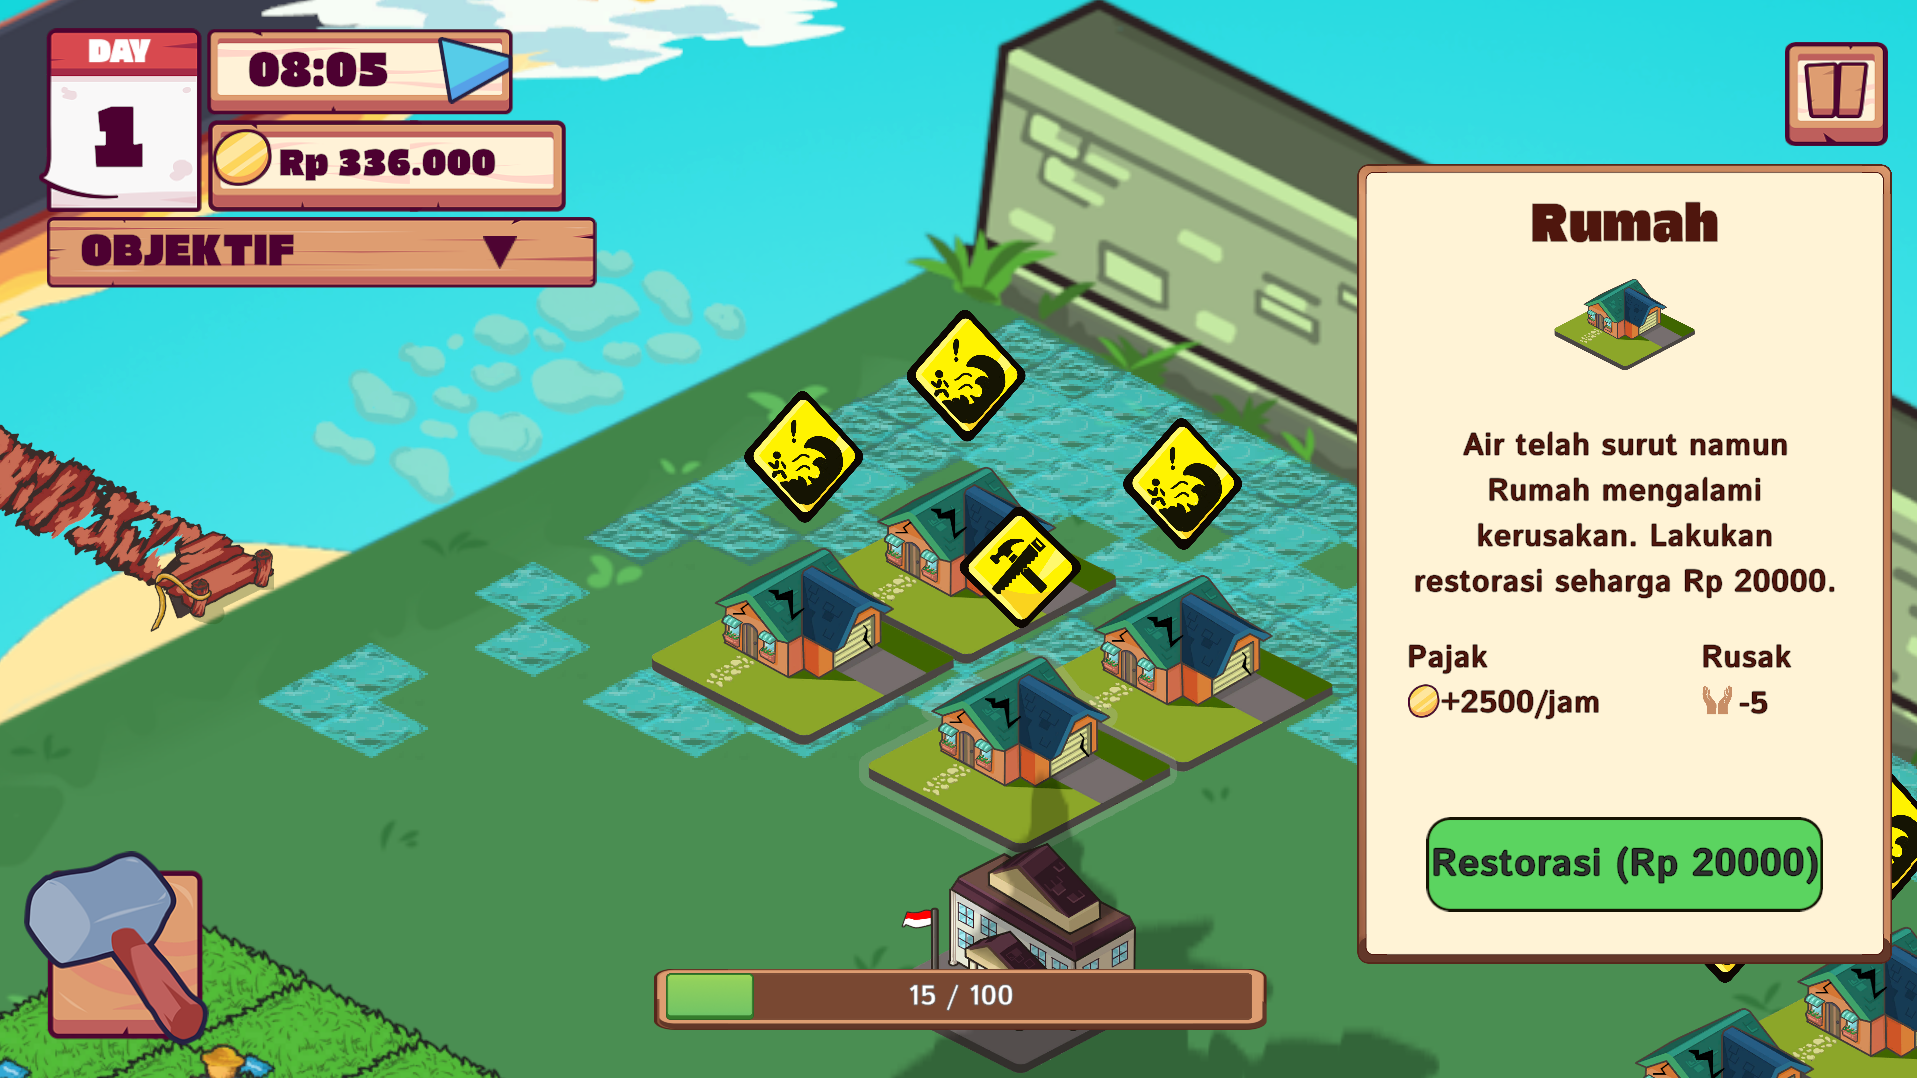 DAY
1
08:05
Rp 336.000
OBJEKTIF
Rumah
Air telah surut namun
Rumah mengalami
kerusakan. Lakukan
restorasi seharga Rp 20000.
Pajak
+2500/jam
Rusak
-5
Restorasi (Rp 20000)
15 / 100